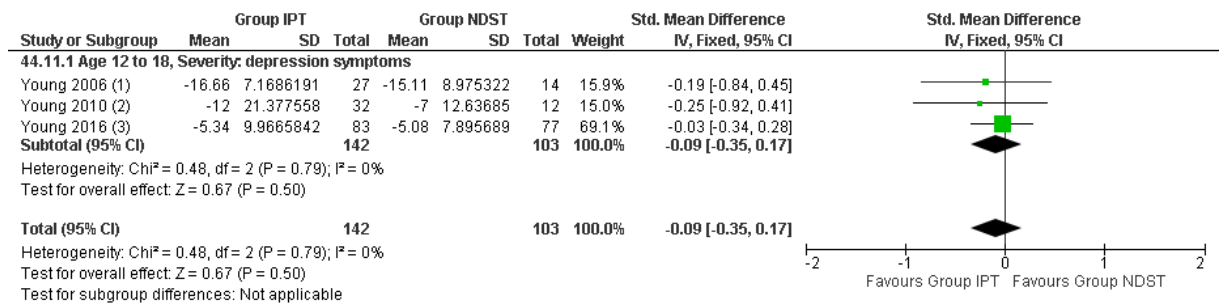 Group IPT Group NDST Std. Mean Difference Std. Mean Difference
Study or Subgroup Mean SD Total Mean SD Total Weight IV, Fixed, 95% CI IV, Fixed, 95% CI
44.11.1 Age 12 to 18, Severity: depression symptoms
Young 2006 (1) -16.66 7.1686191 27 -15.11 8.975322 14 15.9% -0.19 [-0.84, 0.45]
Young 2010 (2) -12 21.377558 32 -7 12.63685 12 15.0% -0.25 [-0.92, 0.41]
Young 2016 (3) -5.34 9.9665842 83 -5.08 7.895689 77 69.1% -0.03 [-0.34, 0.28]
Subtotal (95% CI) 142 103 100.0% -0.09 [-0.35, 0.17]
Heterogeneity: Chi² = 0.48, df = 2 (P = 0.79); I² = 0%
Test for overall effect: Z = 0.67 (P = 0.50)
Total (95% CI) 142 103 100.0% -0.09 [-0.35, 0.17]
Heterogeneity: Chi² = 0.48, df = 2 (P = 0.79); I² = 0%
Test for overall effect: Z = 0.67 (P = 0.50)
Test for subgroup differences: Not applicable
-2 -1 0 1 2
Favours Group IPT Favours Group NDST